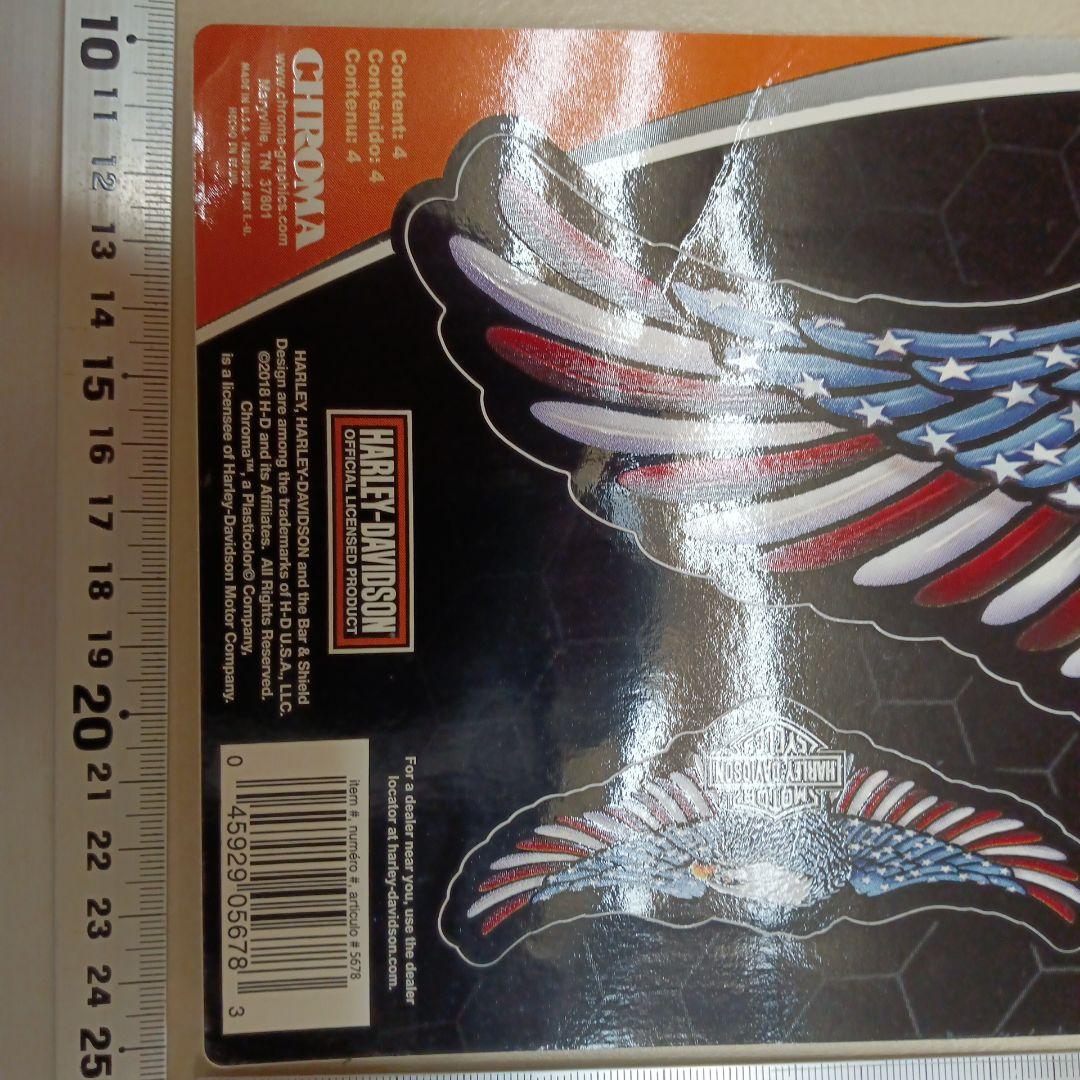 10 11 12 13 14 15 16 17 18 19 20 21 22 23 24 25
Content: 4
Contenido: 4
Contenu: 4
CHROMA
www.chroma-graphics.com
Maryville, TN 37801
MADE IN U.S.A.
HARLEY, HARLEY-DAVIDSON and the Bar & Shield
Design are among the trademarks of H-D U.S.A., LLC.
©2018 H-D and its Affiliates. All Rights Reserved.
Chroma™, a Plasticolor© Company,
is a licensee of Harley-Davidson Motor Company.
HARLEY-DAVIDSON
OFFICIAL LICENSED PRODUCT
For a dealer near you, use the dealer
locator at harley-davidson.com.
item #, numéro #, artículo # 5678
0 45929 05678 3
MOTOR
HARLEY-DAVIDSON